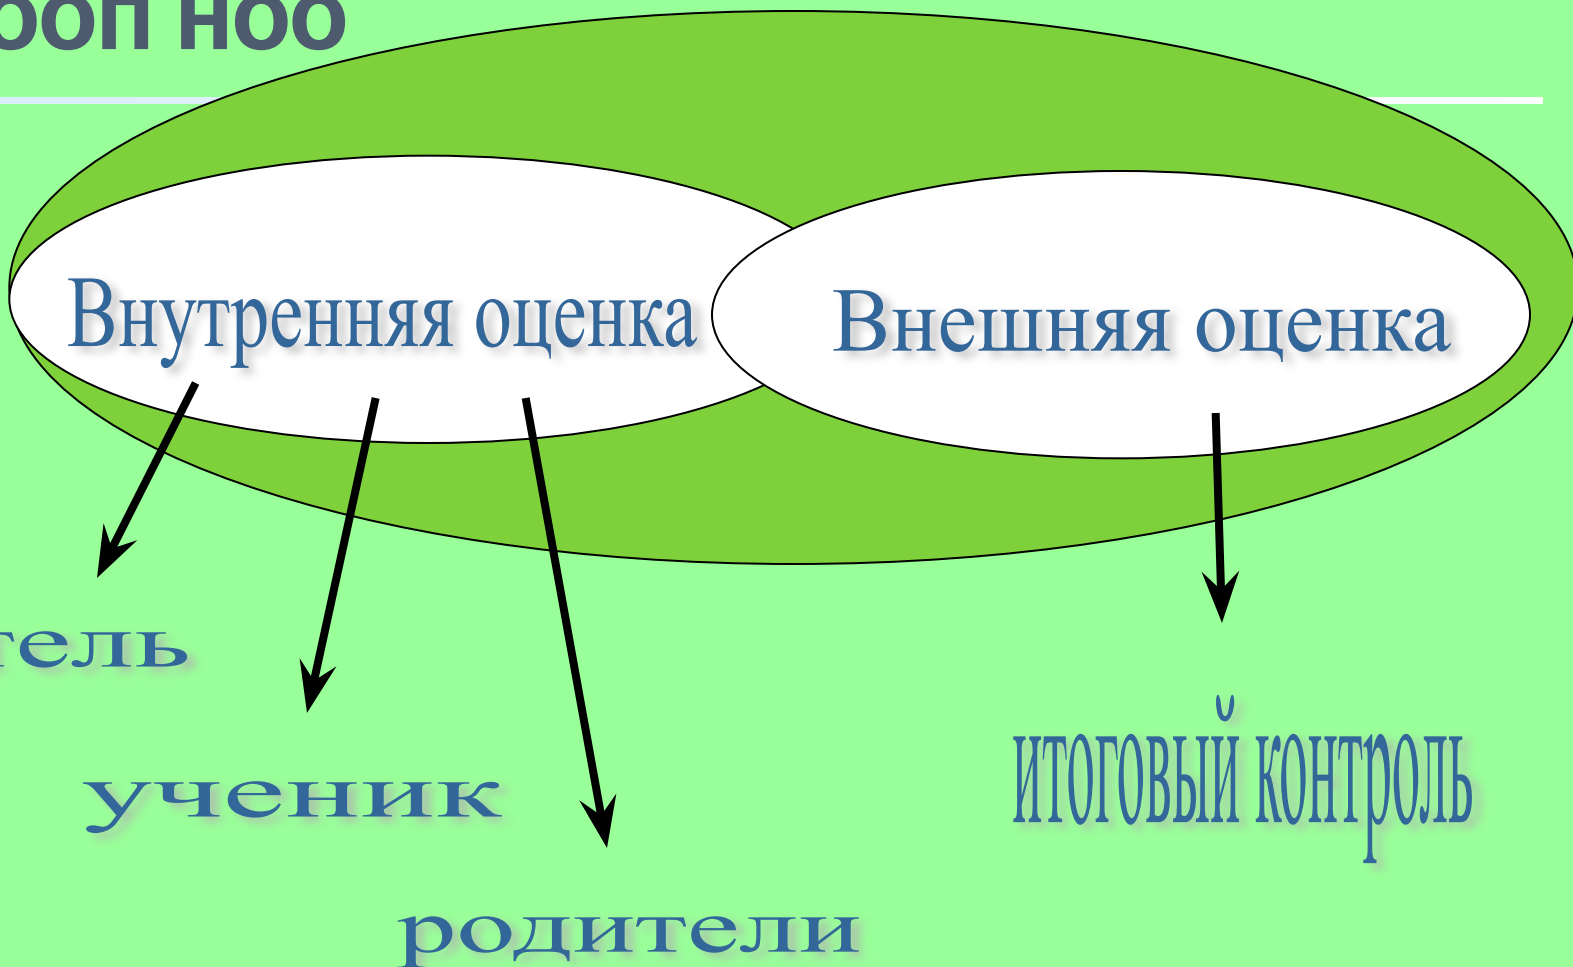 ООП НОО
Внутренняя оценка
Внешняя оценка
тель
ученик
итоговый контроль
родители